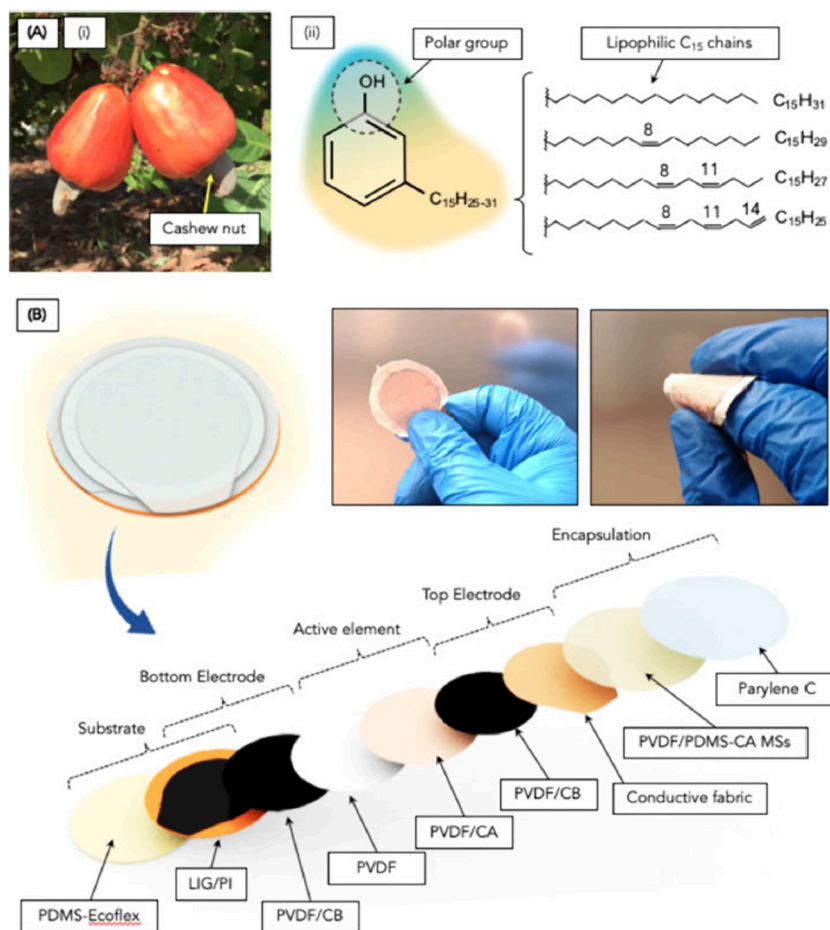 (A) (i)
Cashew nut
(ii)
Polar group
Lipophilic C₁₅ chains
OH
C₁₅H₂₅₋₃₁
C₁₅H₃₁
8
C₁₅H₂₉
8 11
C₁₅H₂₇
8 11 14
C₁₅H₂₅
(B)
Encapsulation
Top Electrode
Active element
Bottom Electrode
Substrate
Parylene C
PVDF/PDMS-CA MSs
Conductive fabric
PVDF/CB
PVDF/CA
PVDF
PVDF/CB
LIG/PI
PDMS-Ecoflex